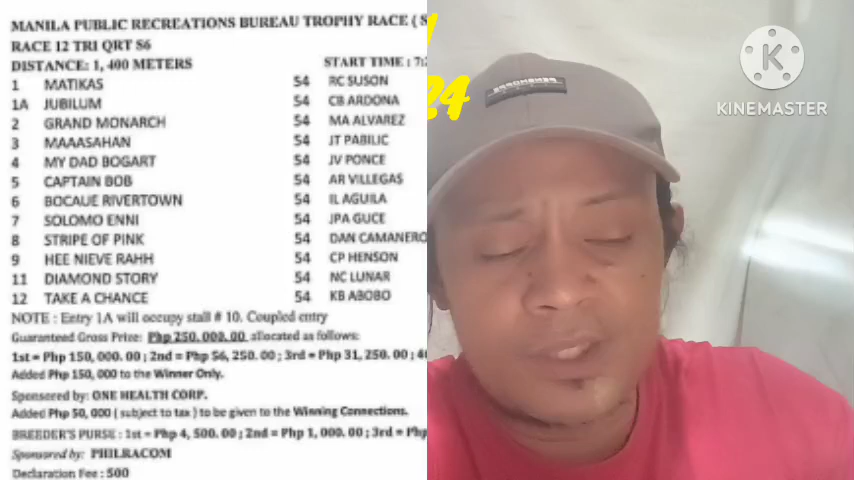 MANILA PUBLIC RECREATIONS BUREAU TROPHY RACE ( S
RACE 12 TRI QRT S6
DISTANCE: 1, 400 METERS START TIME : 7:
1 MATIKAS 54 RC SUSON
1A JUBILUM 54 CB ARDONA
2 GRAND MONARCH 54 MA ALVAREZ
3 MAAASAHAN 54 JT PABILIC
4 MY DAD BOGART 54 JV PONCE
5 CAPTAIN BOB 54 AR VILLEGAS
6 BOCAUE RIVERTOWN 54 IL AGUILA
7 SOLOMO ENNI 54 JPA GUCE
8 STRIPE OF PINK 54 DAN CAMANERO
9 HEE NIEVE RAHH 54 CP HENSON
11 DIAMOND STORY 54 NC LUNAR
12 TAKE A CHANCE 54 KB ABOBO
NOTE : Entry 1A will occupy stall # 10. Coupled entry
Guaranteed Gross Prize: Php 250, 000. 00 allocated as follows:
1st = Php 150, 000. 00 ; 2nd = Php 56, 250. 00 ; 3rd = Php 31, 250. 00 ; 4
Added Php 150, 000 to the Winner Only.
Sponsored by: ONE HEALTH CORP.
Added Php 50, 000 ( subject to tax ) to be given to the Winning Connections.
BREEDER'S PURSE : 1st = Php 4, 500. 00 ; 2nd = Php 1, 000. 00 ; 3rd = Php
Sponsored by: PHILRACOM
Declaration Fee : 500
24
KINEMASTER